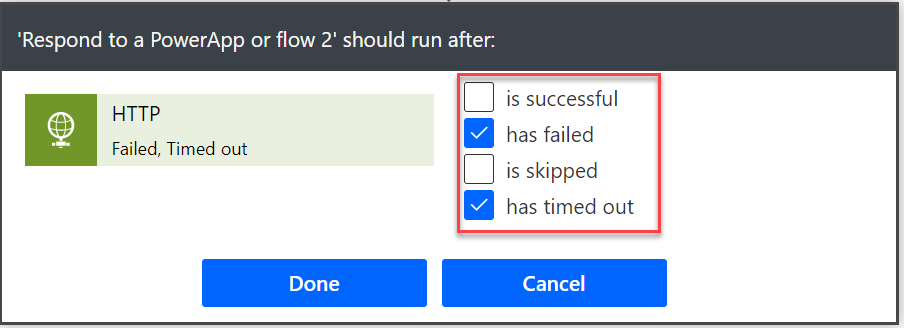 'Respond to a PowerApp or flow 2' should run after:
HTTP
Failed, Timed out
is successful
has failed
is skipped
has timed out
Done
Cancel